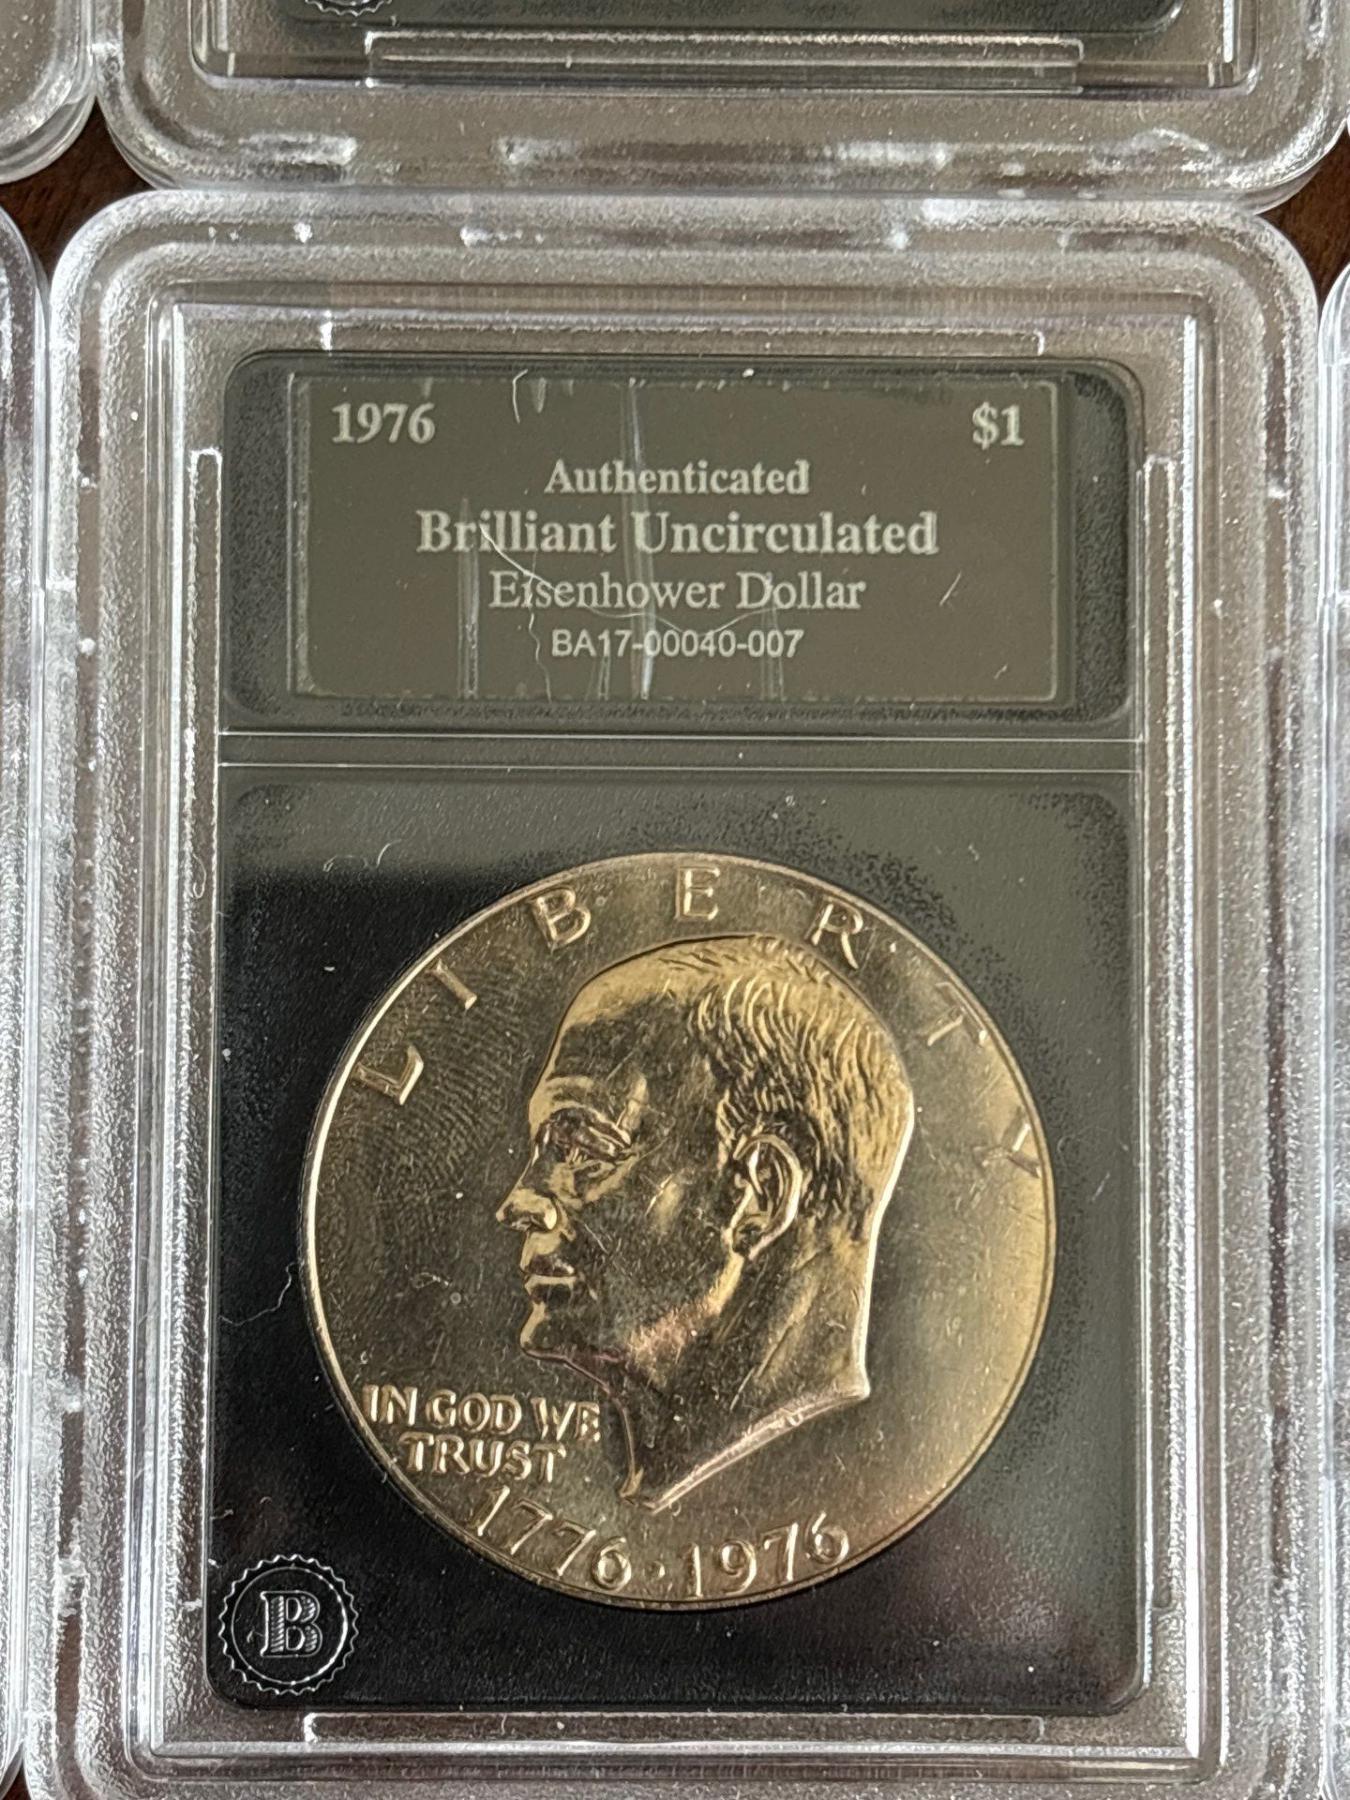 1976 $1
Authenticated
Brilliant Uncirculated
Eisenhower Dollar
BA17-00040-007
LIBERTY
IN GOD WE
TRUST
1776·1976
B